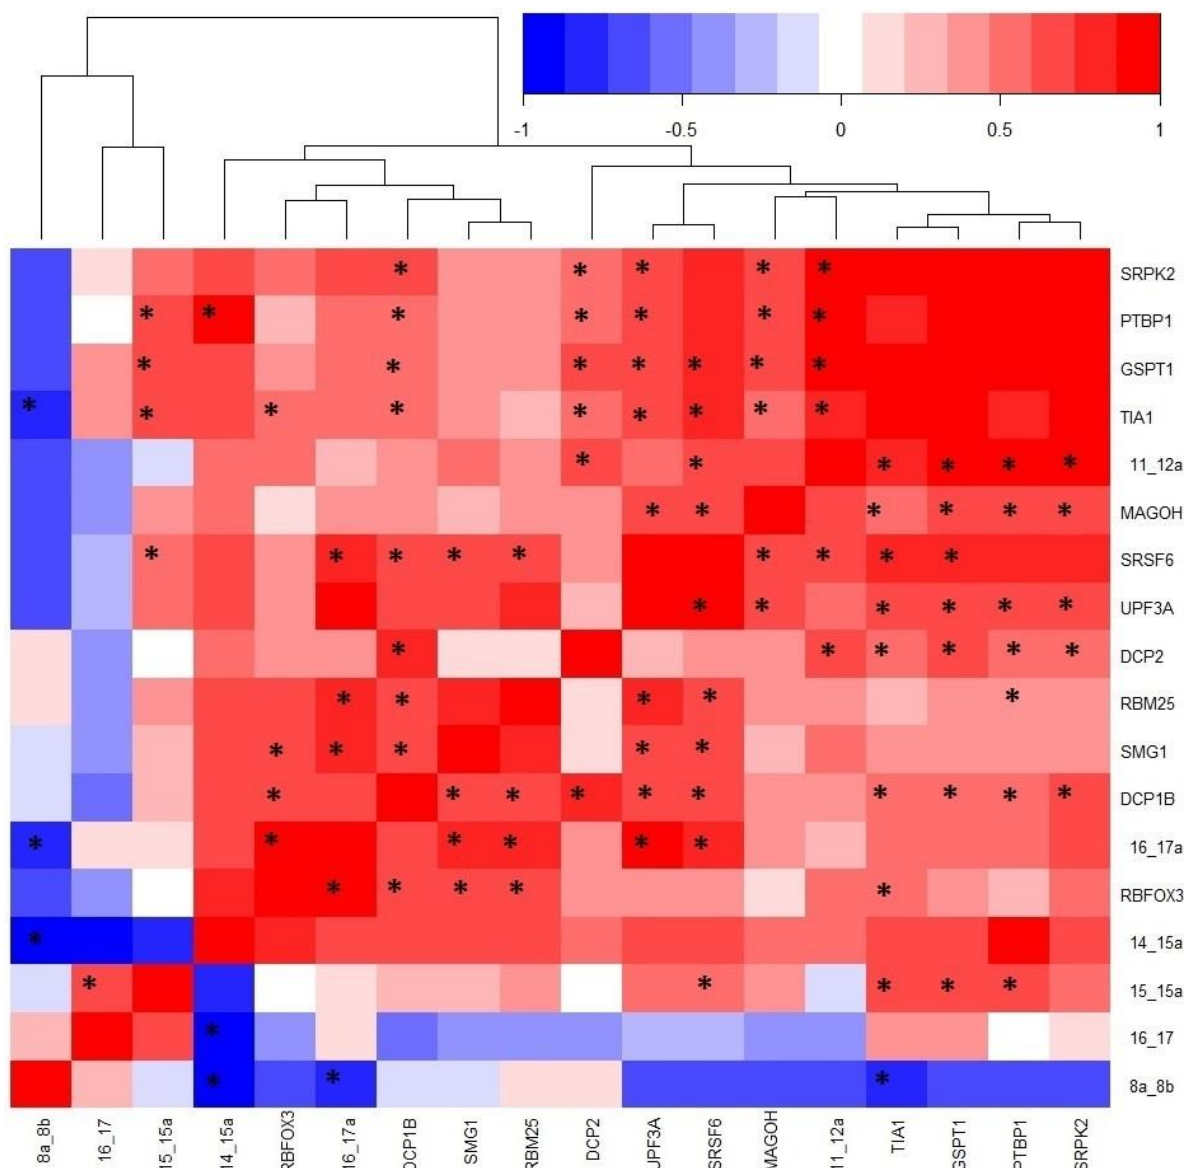 -1 -0.5 0 0.5 1
SRPK2
PTBP1
GSPT1
TIA1
11_12a
MAGOH
SRSF6
UPF3A
DCP2
RBM25
SMG1
DCP1B
16_17a
RBFOX3
14_15a
15_15a
16_17
8a_8b
8a_8b
16_17
15_15a
14_15a
RBFOX3
16_17a
DCP1B
SMG1
RBM25
DCP2
UPF3A
SRSF6
MAGOH
11_12a
TIA1
GSPT1
PTBP1
SRPK2